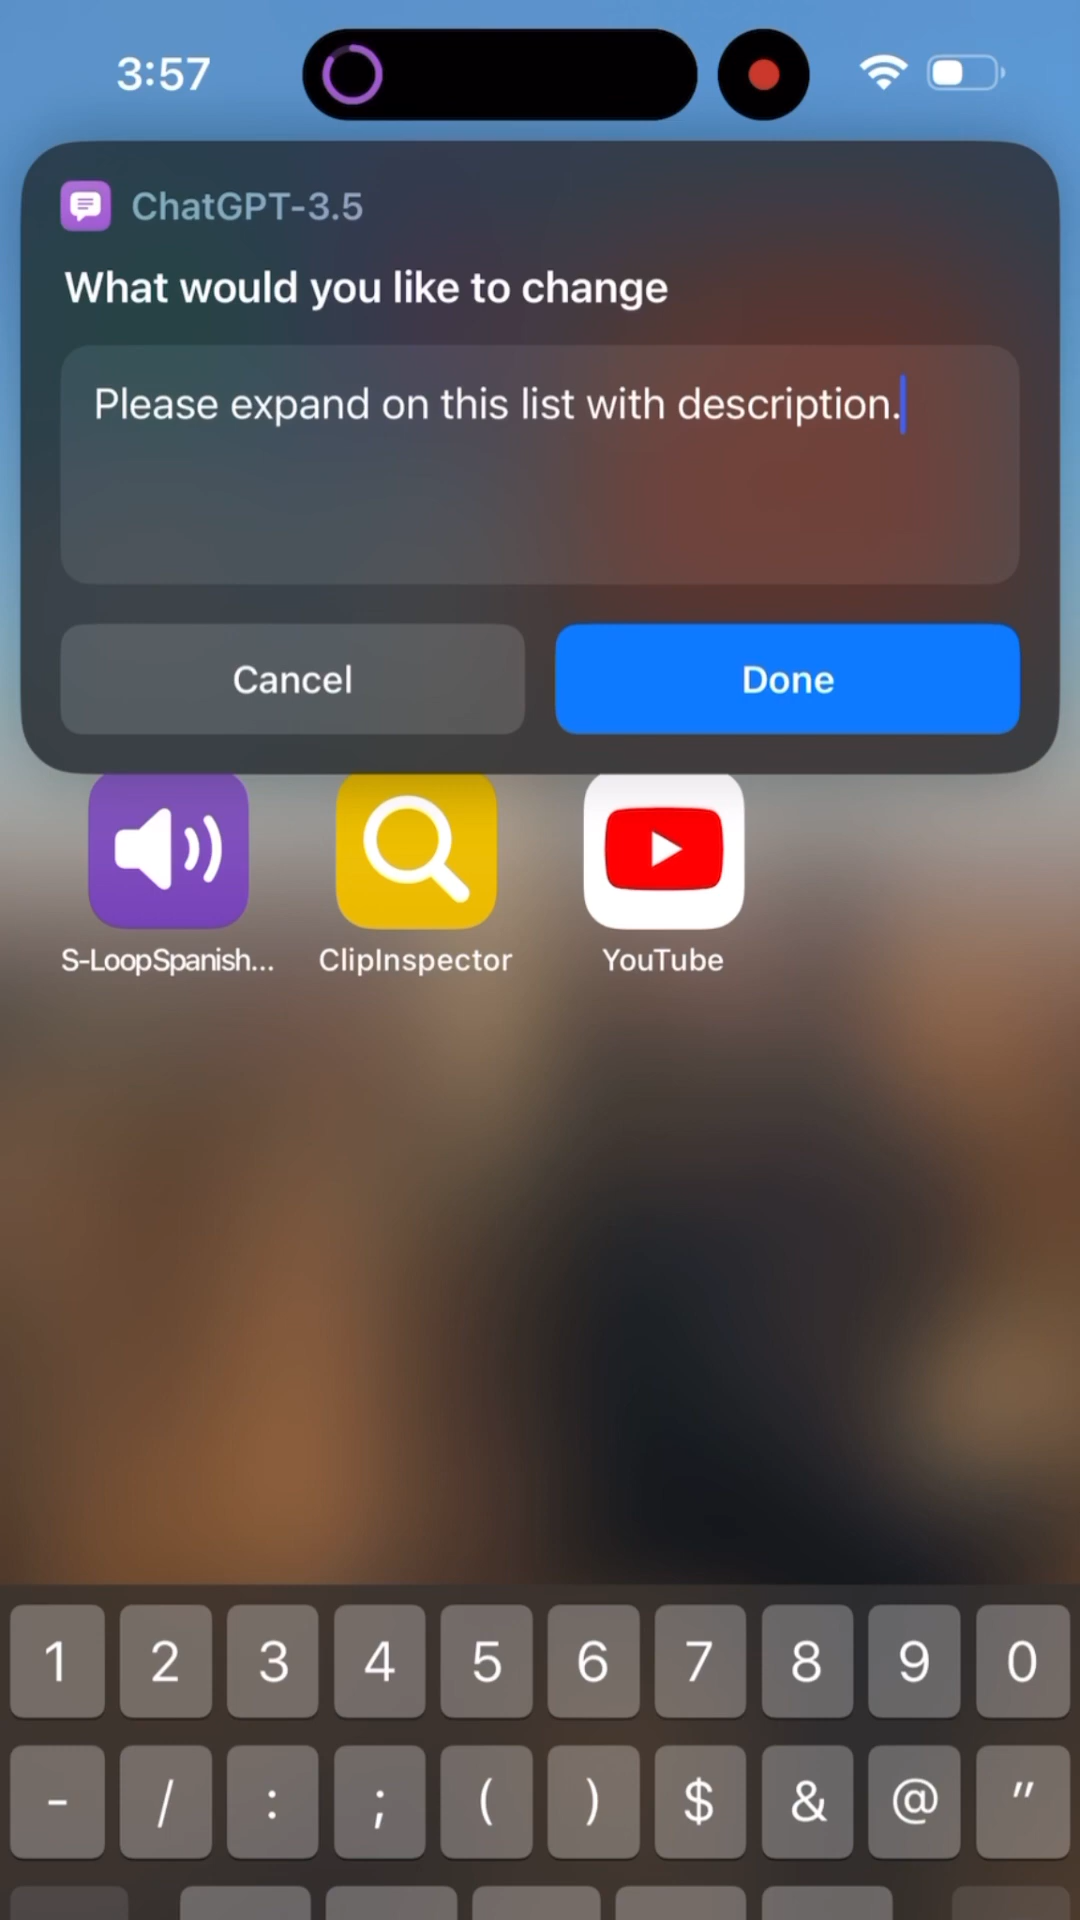 3:57
ChatGPT-3.5
What would you like to change
Please expand on this list with description.
Cancel
Done
S-LoopSpanish...
ClipInspector
YouTube
1 2 3 4 5 6 7 8 9 0
- / : ; ( ) $ & @ "